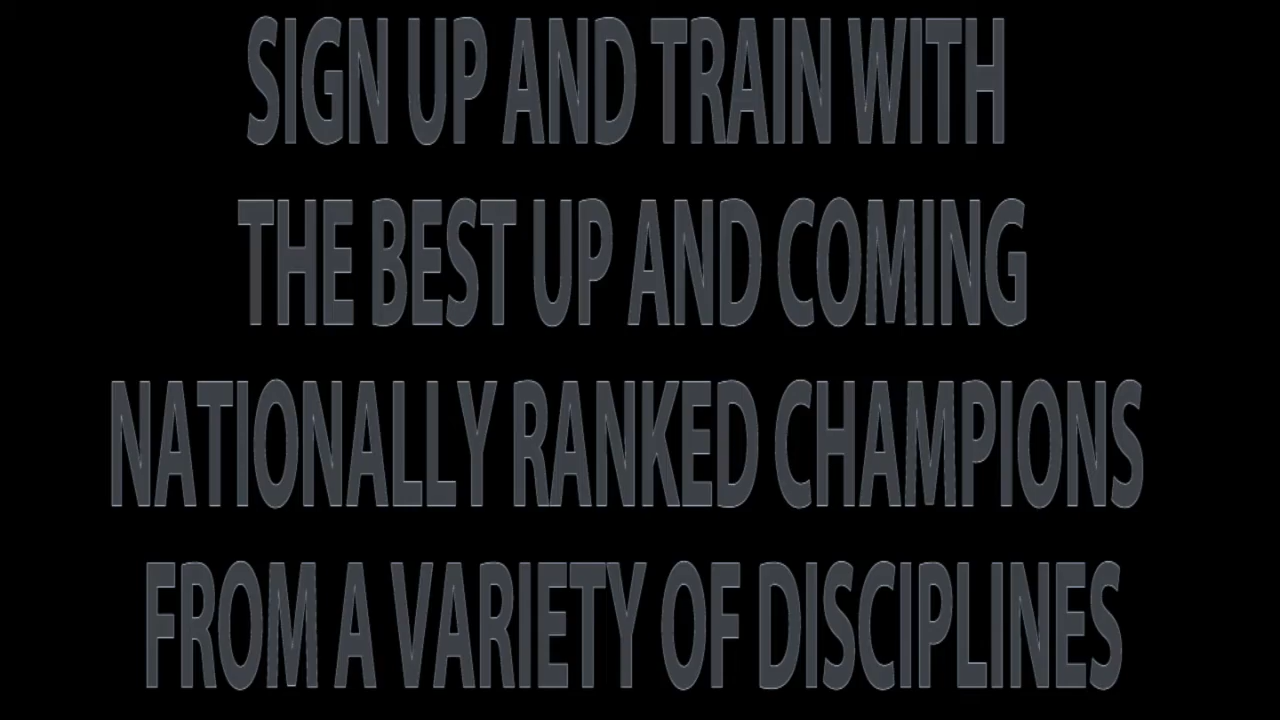 SIGN UP AND TRAIN WITH
THE BEST UP AND COMING
NATIONALLY RANKED CHAMPIONS
FROM A VARIETY OF DISCIPLINES